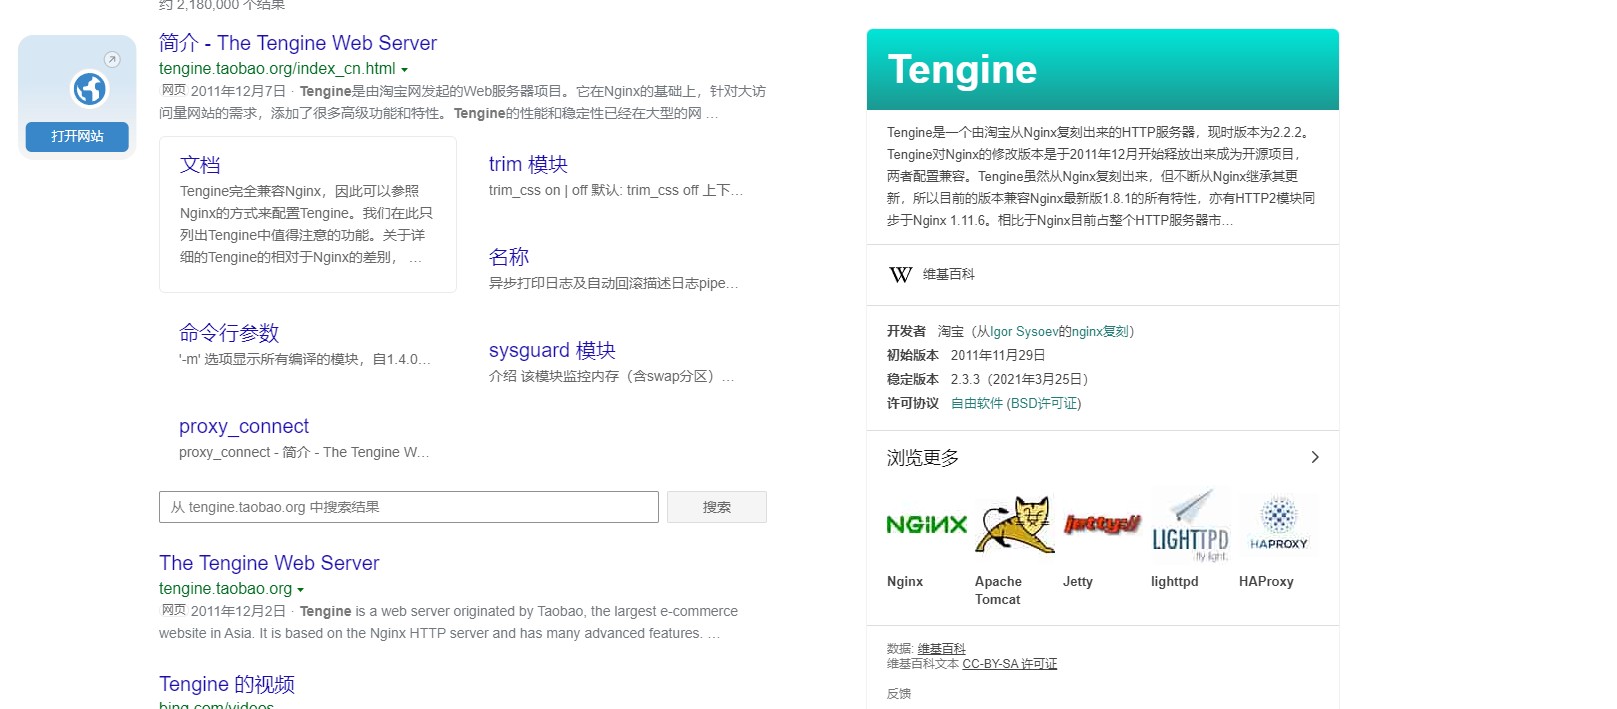 约 2,180,000 个结果
打开网站
简介 - The Tengine Web Server
tengine.taobao.org/index_cn.html
网页 2011年12月7日 · Tengine是由淘宝网发起的Web服务器项目。它在Nginx的基础上，针对大访
问量网站的需求，添加了很多高级功能和特性。Tengine的性能和稳定性已经在大型的网 …
文档
Tengine完全兼容Nginx，因此可以参照
Nginx的方式来配置Tengine。我们在此只
列出Tengine中值得注意的功能。关于详
细的Tengine的相对于Nginx的差别， …
trim 模块
trim_css on | off 默认: trim_css off 上下…
名称
异步打印日志及自动回滚描述日志pipe…
命令行参数
'-m' 选项显示所有编译的模块，自1.4.0…
sysguard 模块
介绍 该模块监控内存（含swap分区）…
proxy_connect
proxy_connect - 简介 - The Tengine W…
从 tengine.taobao.org 中搜索结果
搜索
The Tengine Web Server
tengine.taobao.org
网页 2011年12月2日 · Tengine is a web server originated by Taobao, the largest e-commerce
website in Asia. It is based on the Nginx HTTP server and has many advanced features. …
Tengine 的视频
bing.com/videos
Tengine
Tengine是一个由淘宝从Nginx复刻出来的HTTP服务器，现时版本为2.2.2。
Tengine对Nginx的修改版本是于2011年12月开始释放出来成为开源项目，
两者配置兼容。Tengine虽然从Nginx复刻出来，但不断从Nginx继承其更
新，所以目前的版本兼容Nginx最新版1.8.1的所有特性，亦有HTTP2模块同
步于Nginx 1.11.6。相比于Nginx目前占整个HTTP服务器市…
W 维基百科
开发者 淘宝（从Igor Sysoev的nginx复刻）
初始版本 2011年11月29日
稳定版本 2.3.3（2021年3月25日）
许可协议 自由软件 (BSD许可证)
浏览更多
NGINX
jetty://
LIGHTTPD
fly light.
HAPROXY
Nginx
Apache
Tomcat
Jetty
lighttpd
HAProxy
数据: 维基百科
维基百科文本 CC-BY-SA 许可证
反馈